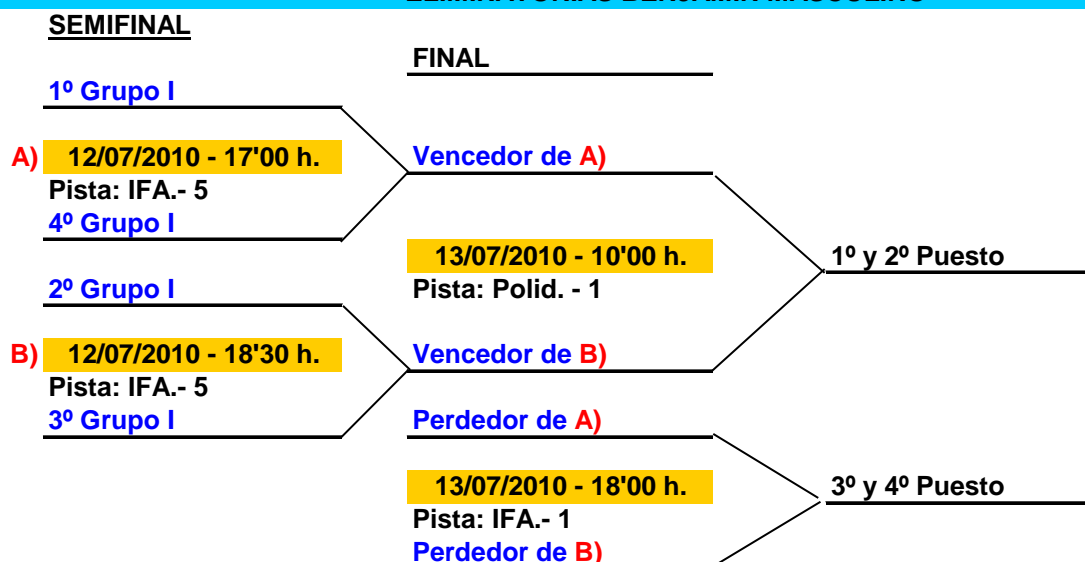 SEMIFINAL
FINAL
1º Grupo I
A) 12/07/2010 - 17'00 h.
Vencedor de A)
Pista: IFA.- 5
4º Grupo I
13/07/2010 - 10'00 h.
1º y 2º Puesto
2º Grupo I
Pista: Polid. - 1
B) 12/07/2010 - 18'30 h.
Vencedor de B)
Pista: IFA.- 5
3º Grupo I
Perdedor de A)
13/07/2010 - 18'00 h.
3º y 4º Puesto
Pista: IFA.- 1
Perdedor de B)